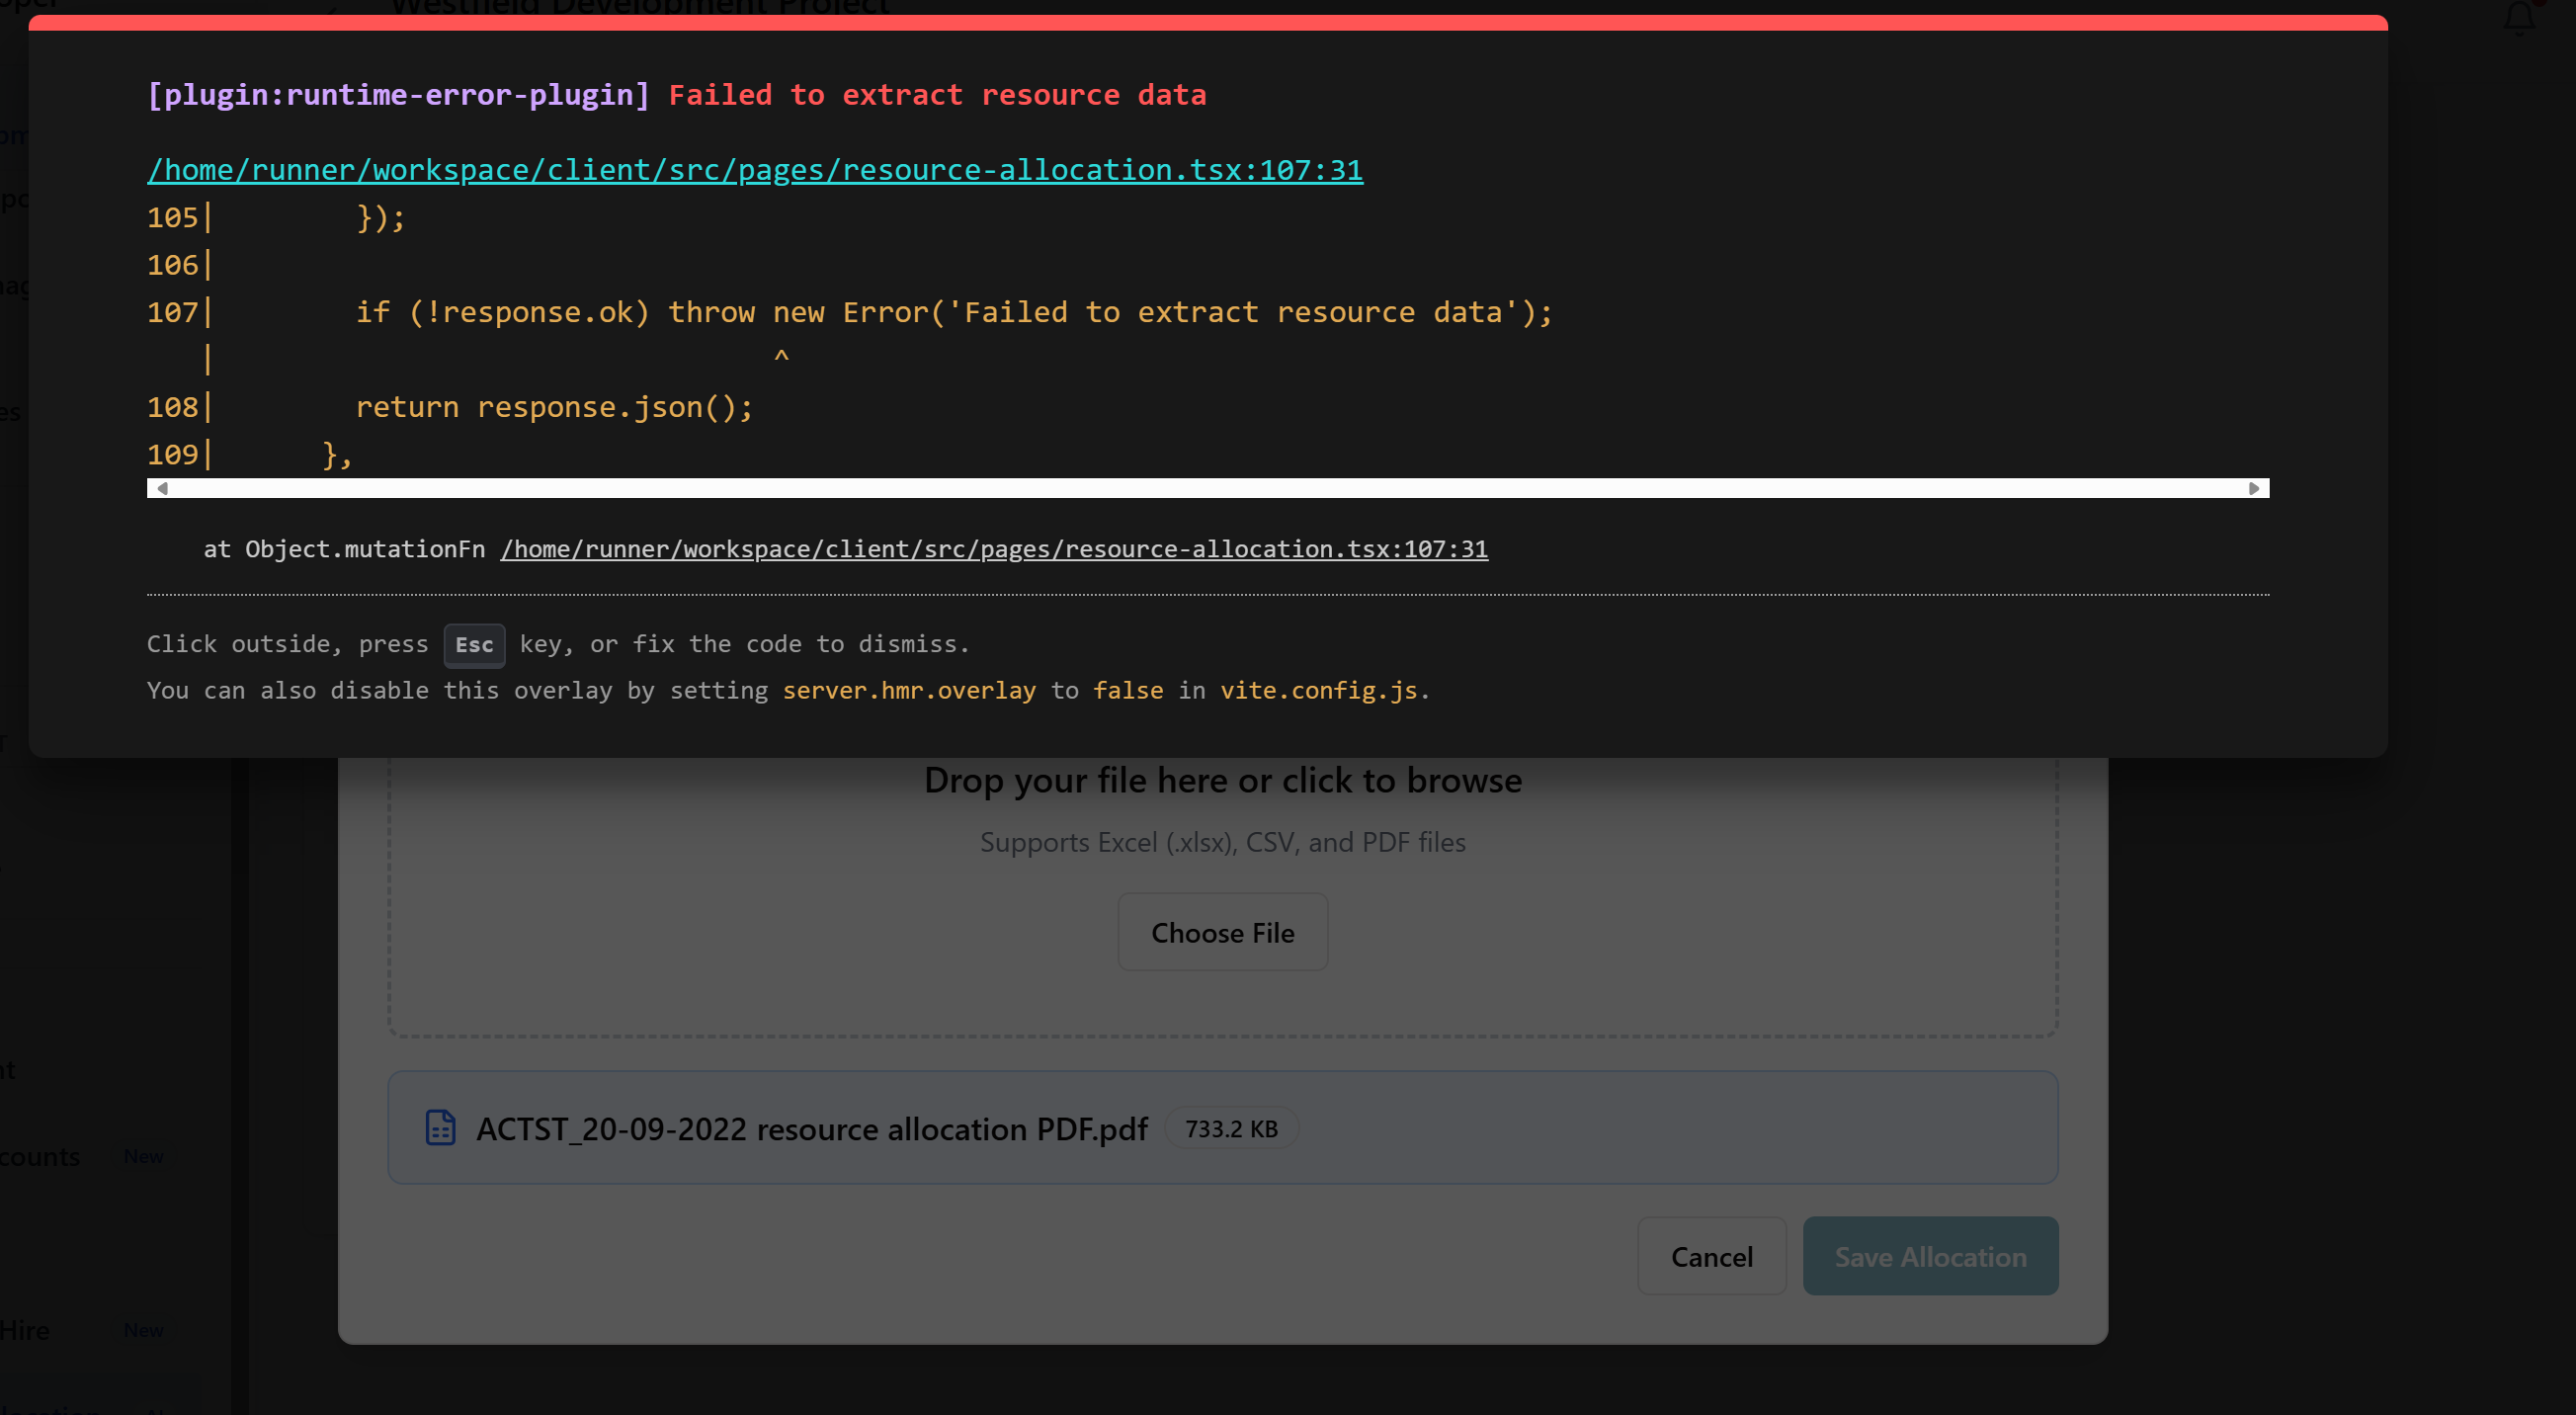 Westfield Development Project
[plugin:runtime-error-plugin] Failed to extract resource data
/home/runner/workspace/client/src/pages/resource-allocation.tsx:107:31
105|        });
106|
107|        if (!response.ok) throw new Error('Failed to extract resource data');
   |                                ^
108|        return response.json();
109|      },
at Object.mutationFn /home/runner/workspace/client/src/pages/resource-allocation.tsx:107:31
Click outside, press Esc key, or fix the code to dismiss.
You can also disable this overlay by setting server.hmr.overlay to false in vite.config.js.
Drop your file here or click to browse
Supports Excel (.xlsx), CSV, and PDF files
Choose File
ACTST_20-09-2022 resource allocation PDF.pdf 733.2 KB
Cancel Save Allocation
counts New
Hire New